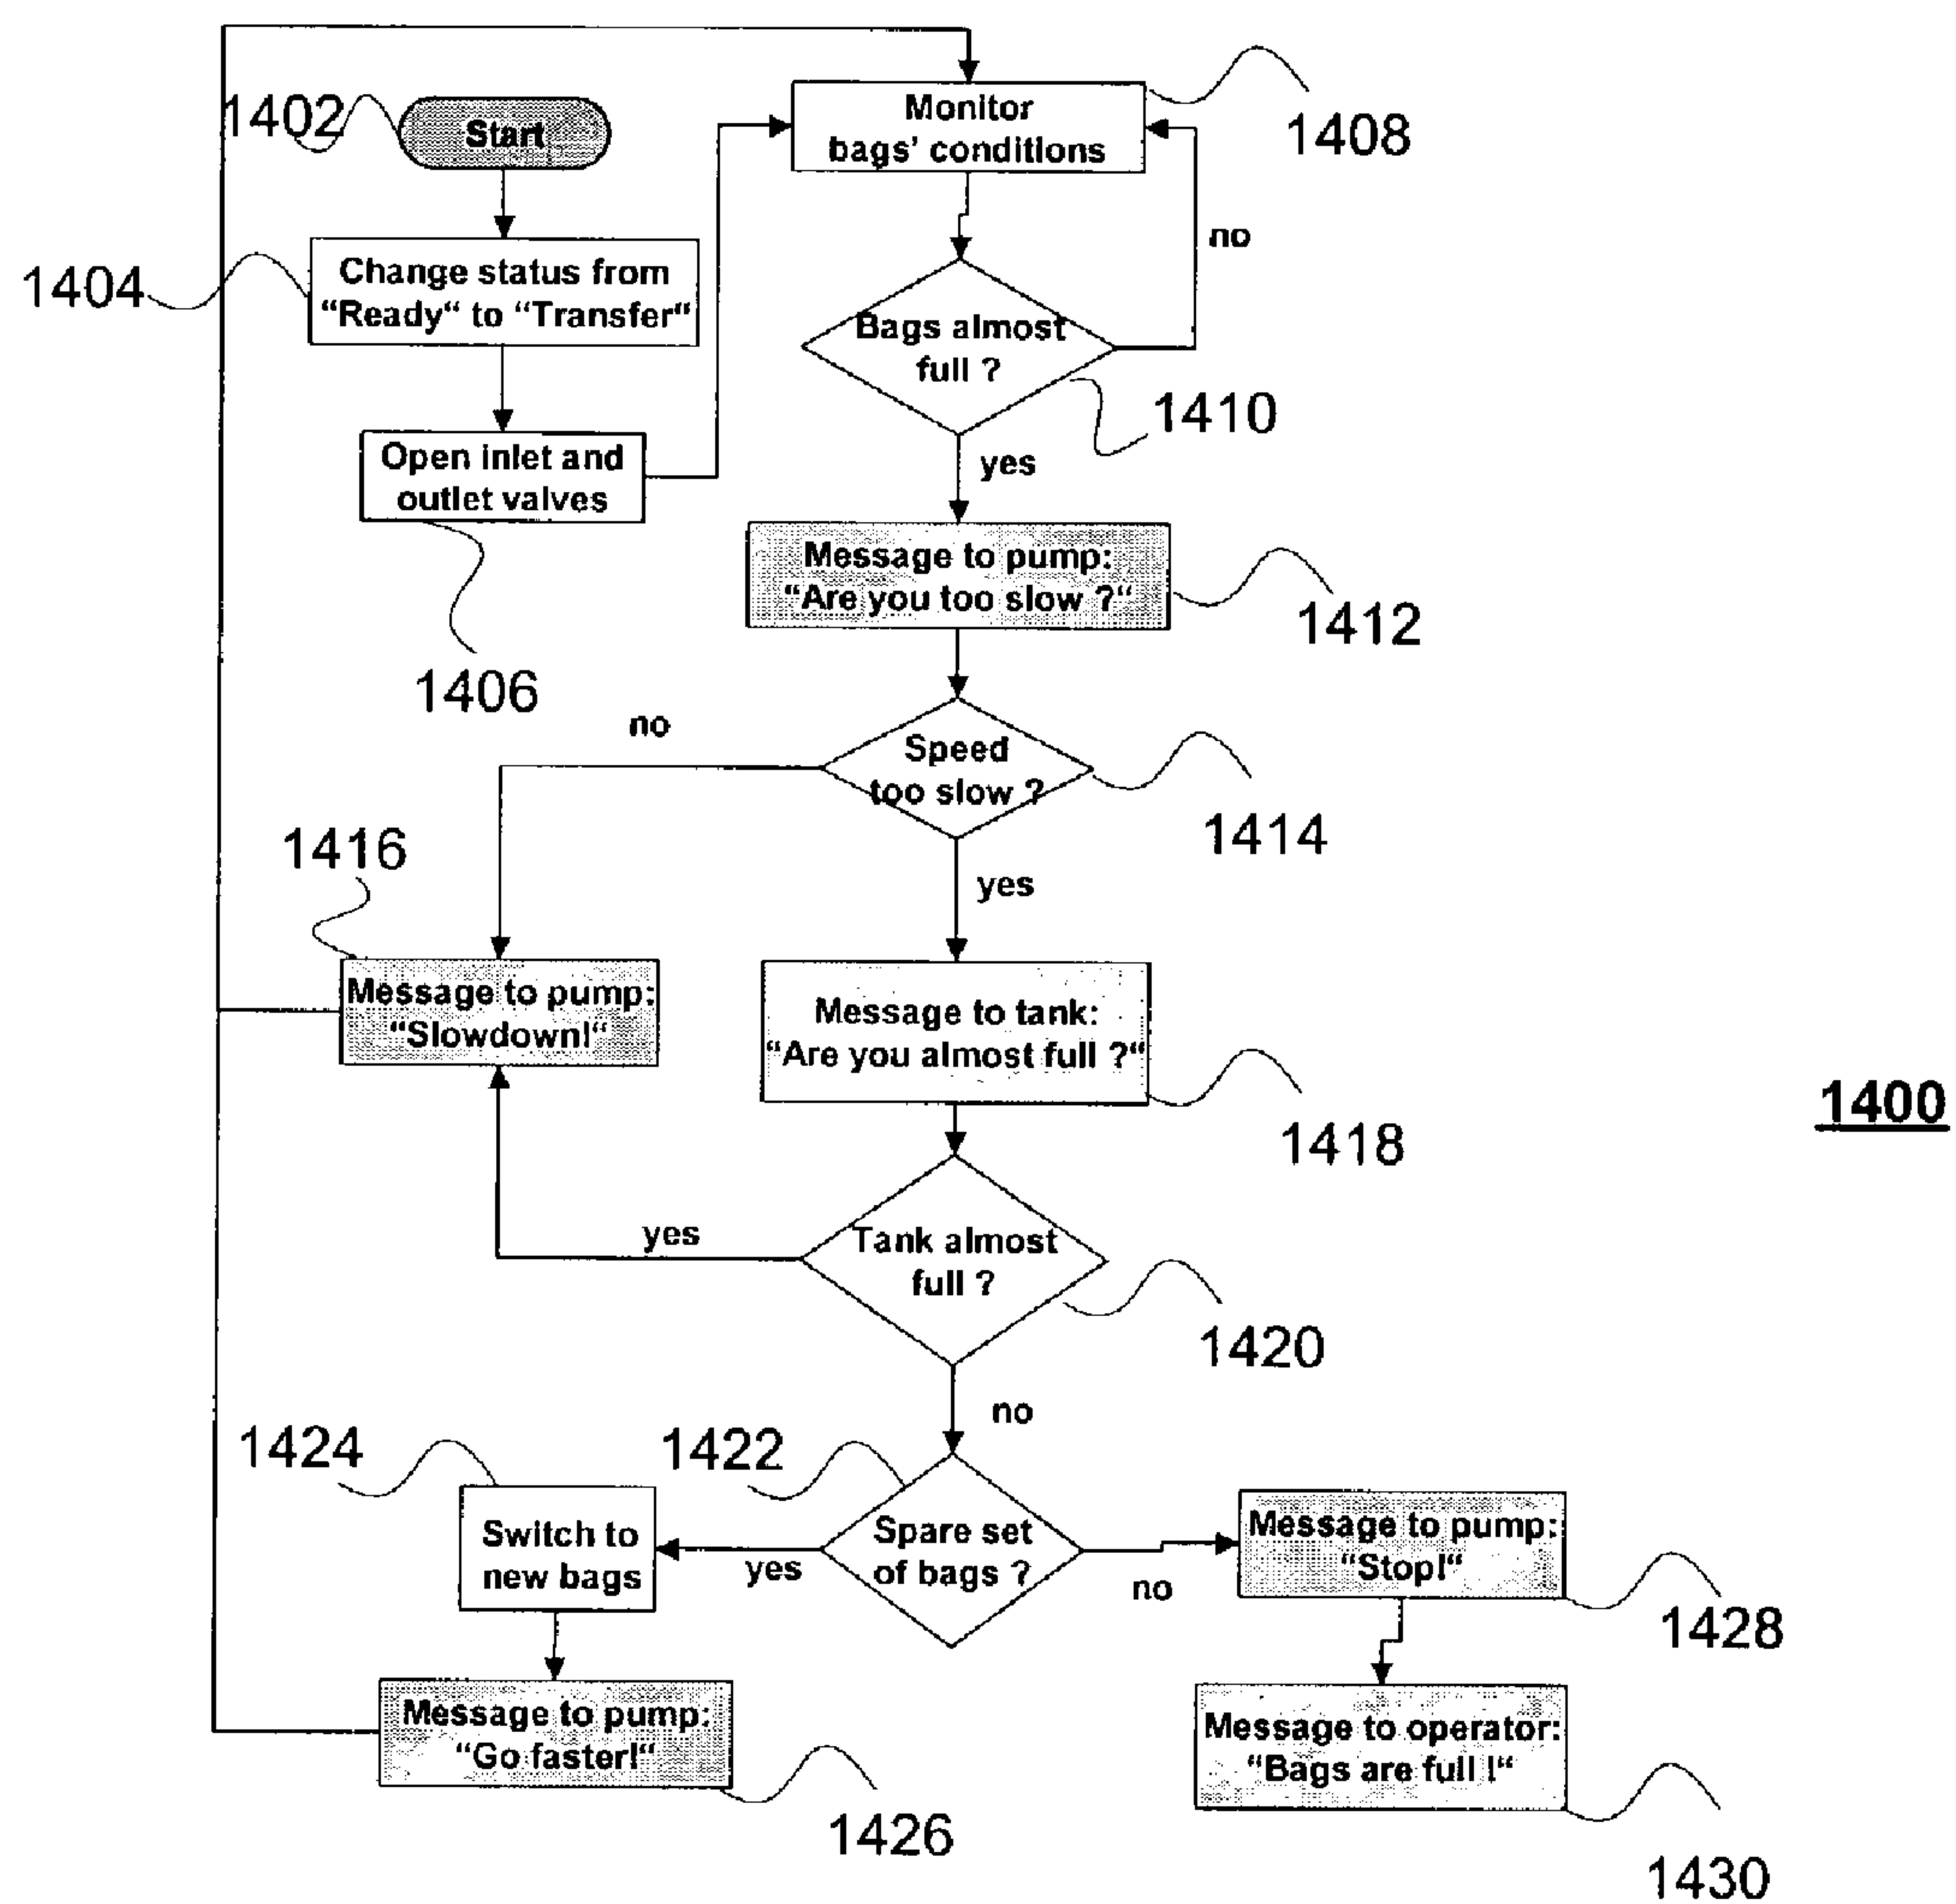 1402
Start
Monitor
bags' conditions
1408
1404
Change status from
"Ready" to "Transfer"
no
Bags almost
full ?
1410
Open inlet and
outlet valves
yes
1406
Message to pump:
"Are you too slow ?"
1412
no
Speed
too slow ?
1414
1416
yes
Message to pump:
"Slowdown!"
Message to tank:
"Are you almost full ?"
1418
1400
yes
Tank almost
full ?
1420
no
1424
1422
Switch to
new bags
yes
Spare set
of bags ?
no
Message to pump:
"Stop!"
1428
Message to pump:
"Go faster!"
1426
Message to operator:
"Bags are full !"
1430